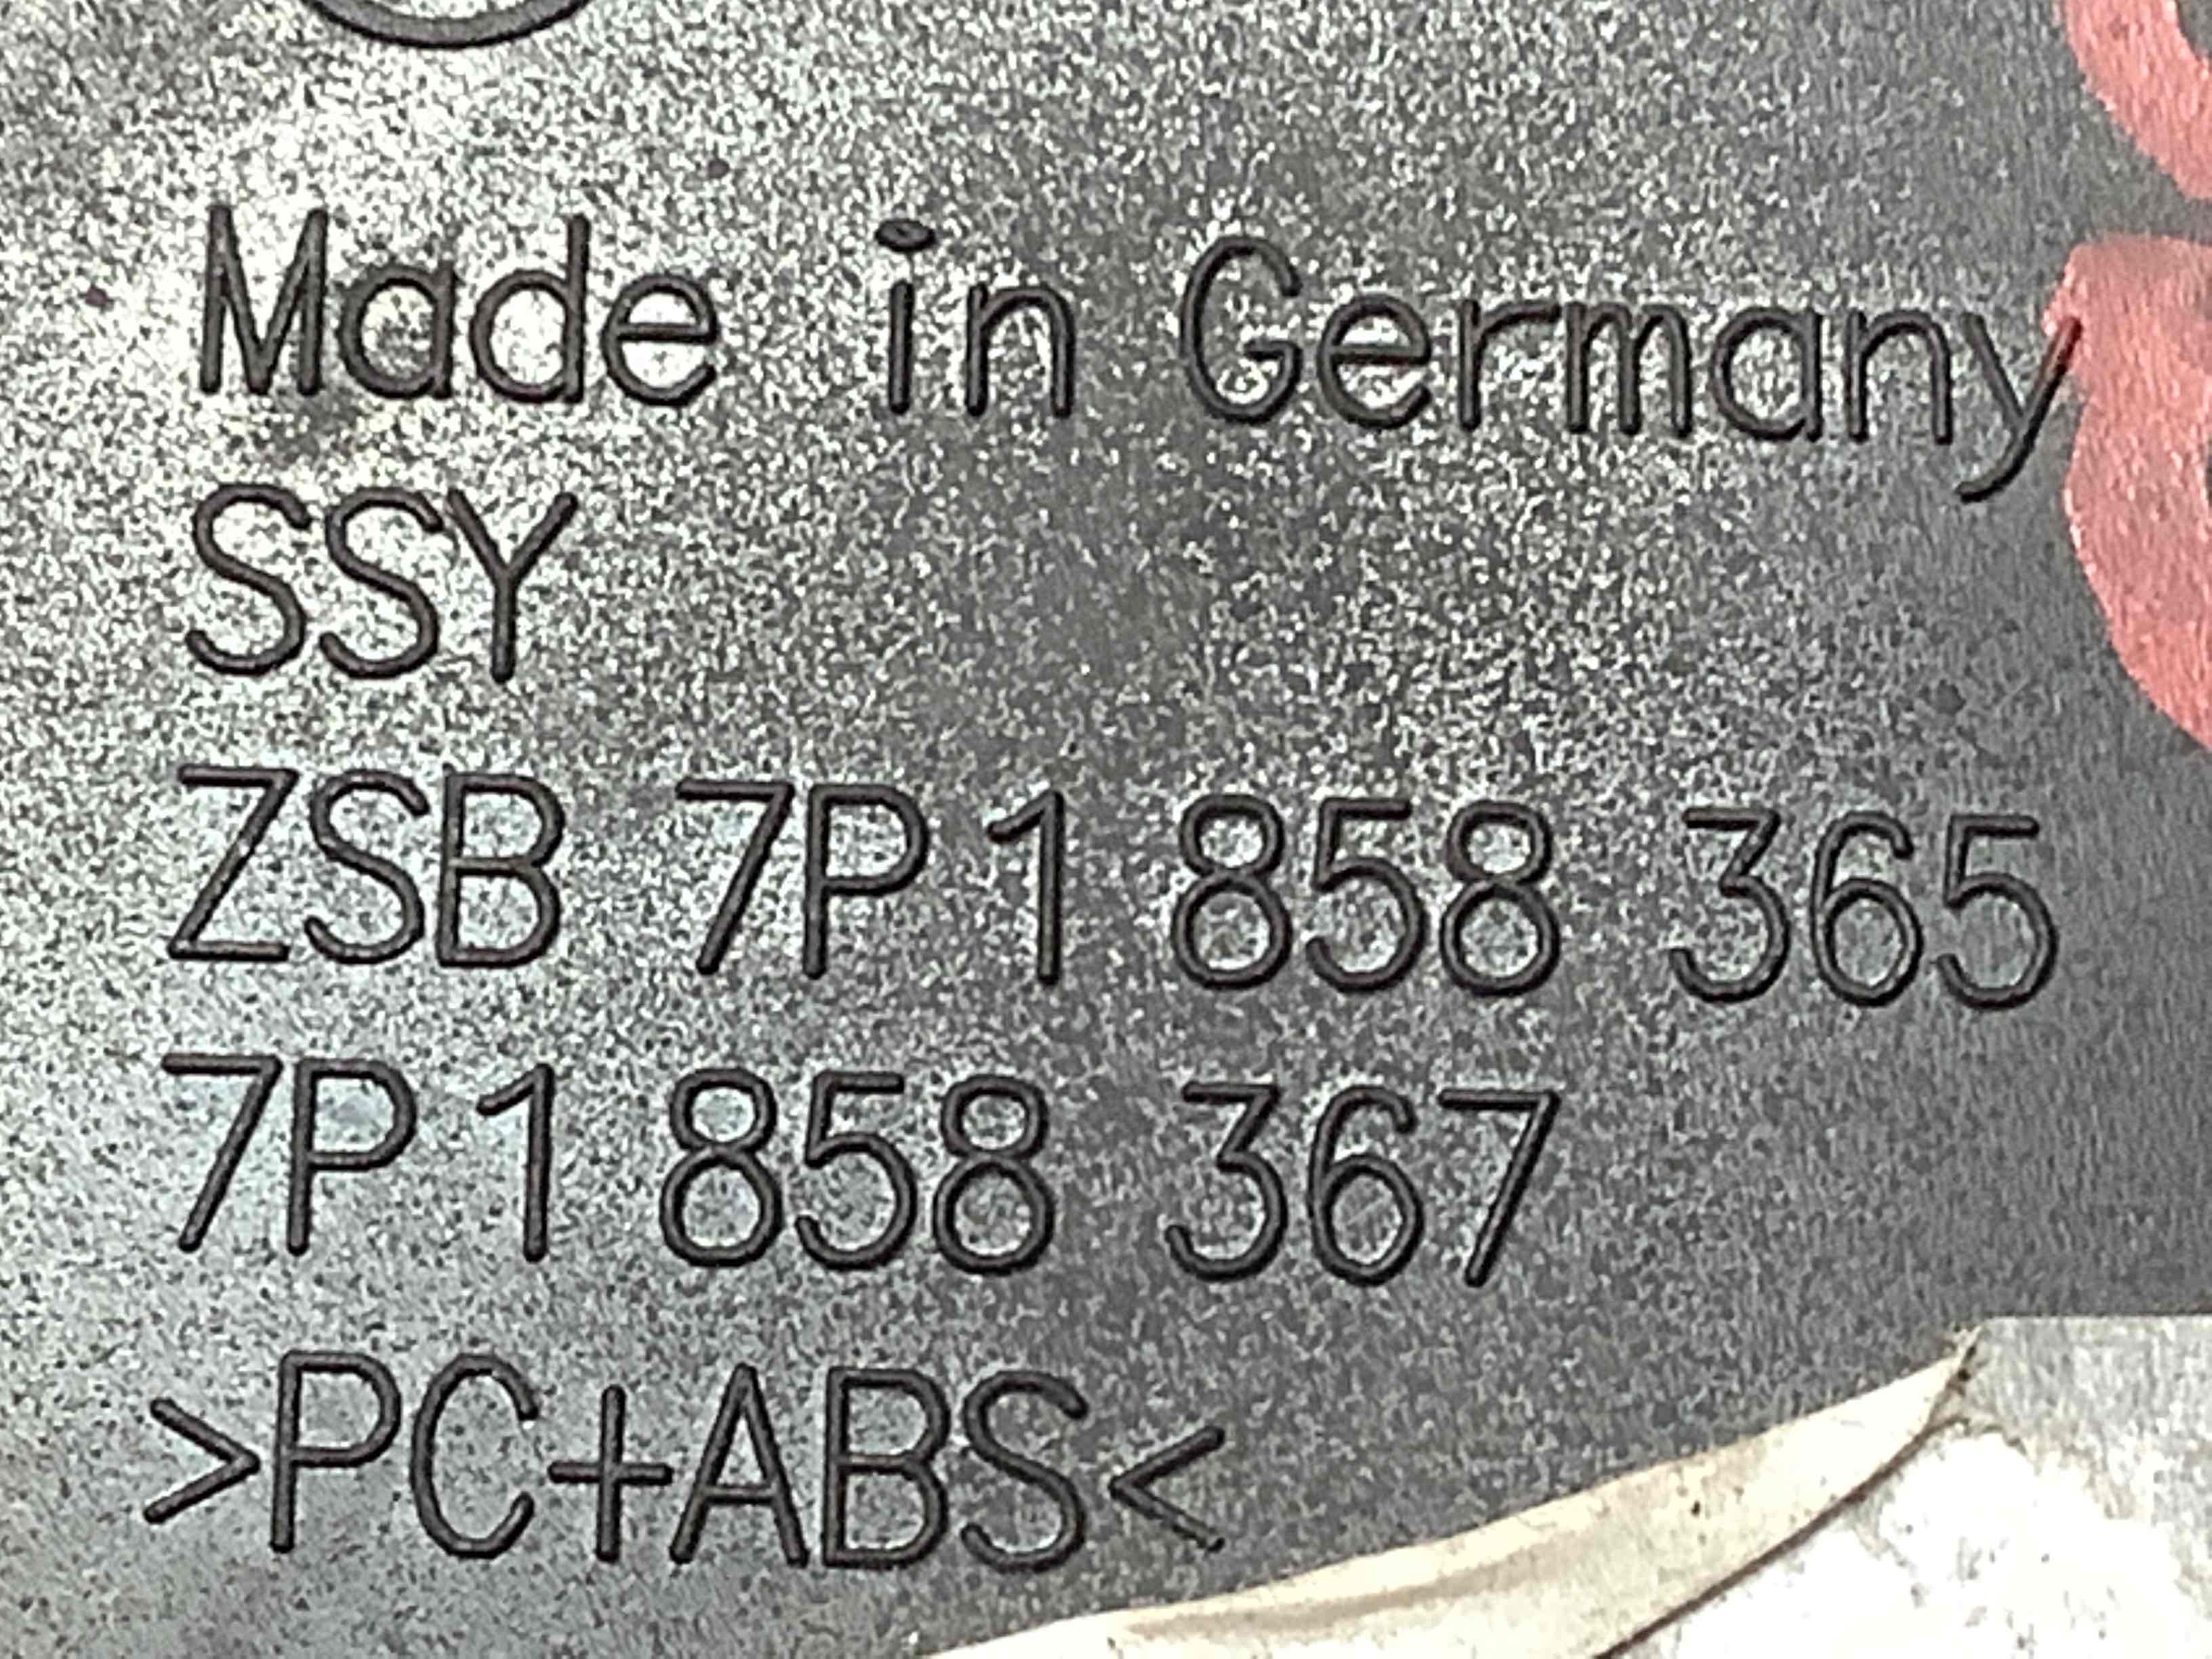 Made in Germany
SSY
ZSB 7P1 858 365
7P1 858 367
>PC+ABS<